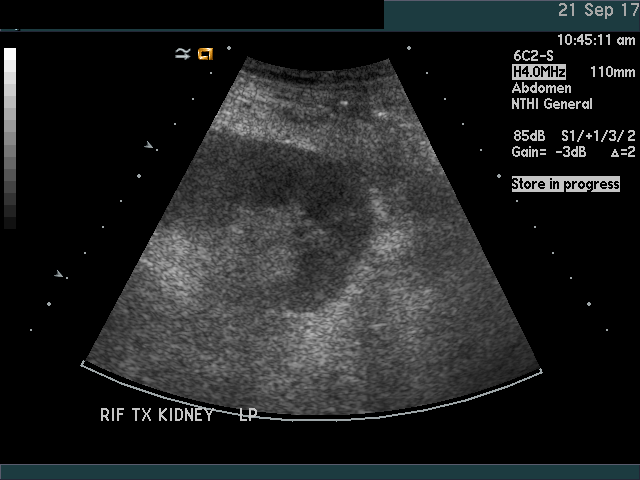 21 Sep 17
10:45:11 am
6C2-S
H4.0MHz 110mm
Abdomen
NTHI General
85dB S1/+1/3/2
Gain= -3dB Δ=2
Store in progress
RIF TX KIDNEY LP